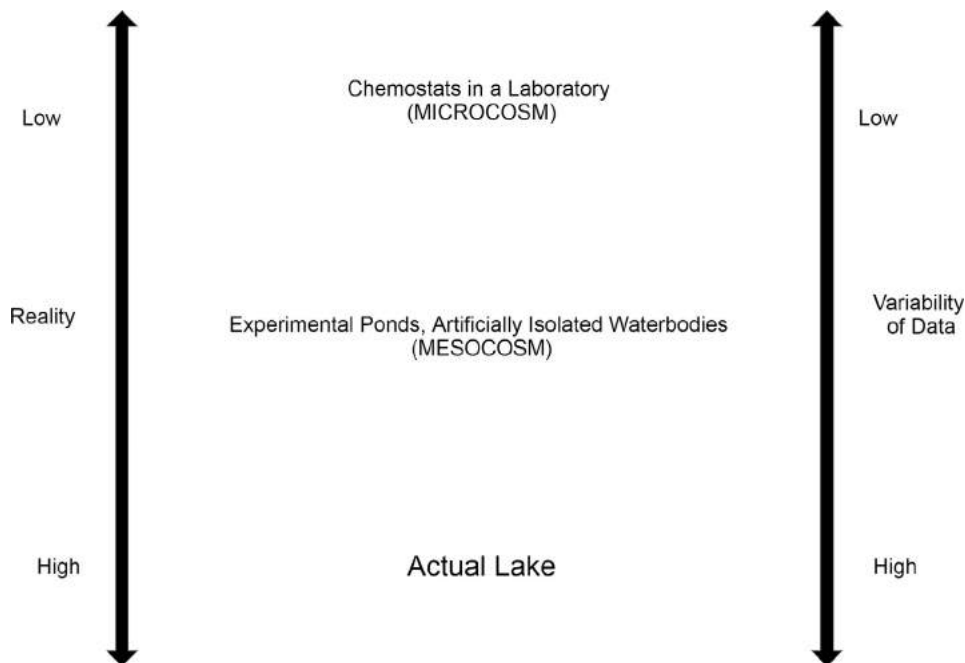 Chemostats in a Laboratory
(MICROCOSM)
Low
Low
Reality
Experimental Ponds, Artificially Isolated Waterbodies
(MESOCOSM)
Variability
of Data
High
Actual Lake
High